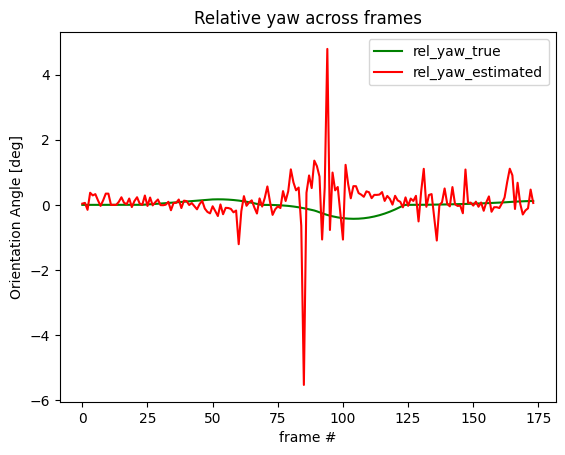 Relative yaw across frames
rel_yaw_true
rel_yaw_estimated
Orientation Angle [deg]
4
2
0
−2
−4
−6
0 25 50 75 100 125 150 175
frame #